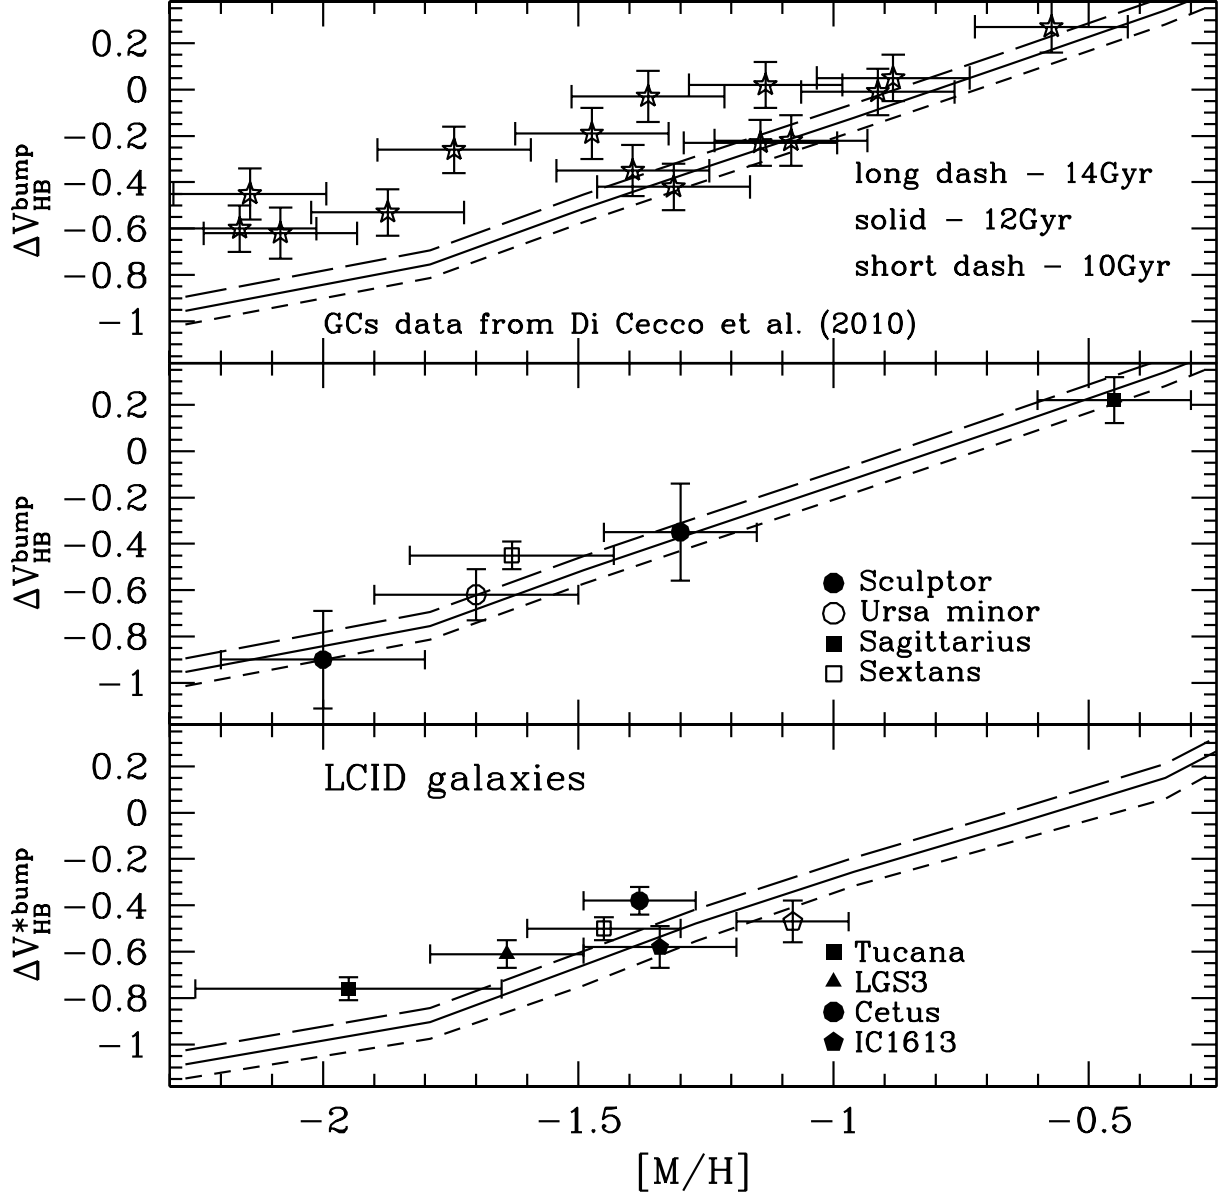 0.2
0
−0.2
−0.4
−0.6
−0.8
−1
ΔV^bump_HB
long dash − 14Gyr
solid − 12Gyr
short dash − 10Gyr
GCs data from Di Cecco et al. (2010)
0.2
0
−0.2
−0.4
−0.6
−0.8
−1
ΔV^bump_HB
Sculptor
Ursa minor
Sagittarius
Sextans
0.2
0
−0.2
−0.4
−0.6
−0.8
−1
ΔV*^bump_HB
LCID galaxies
Tucana
LGS3
Cetus
IC1613
−2 −1.5 −1 −0.5
[M/H]